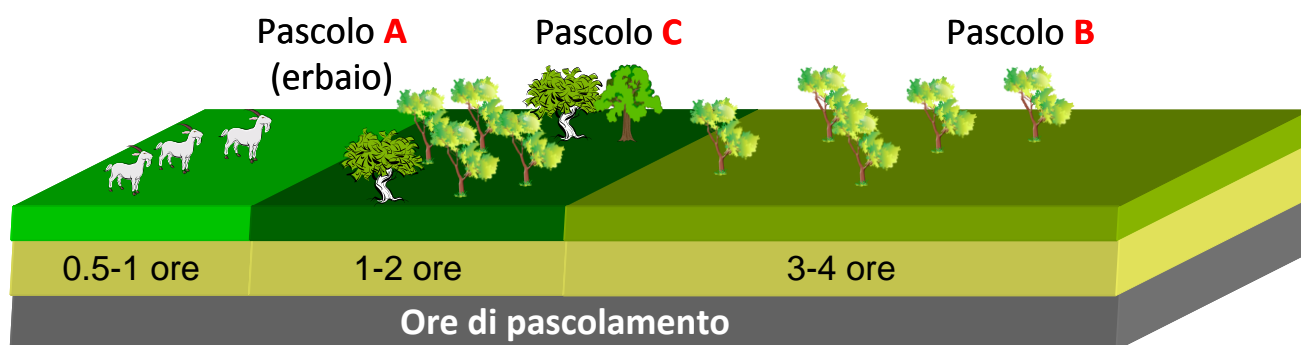 Pascolo A
(erbaio)
Pascolo C
Pascolo B
0.5-1 ore
1-2 ore
3-4 ore
Ore di pascolamento